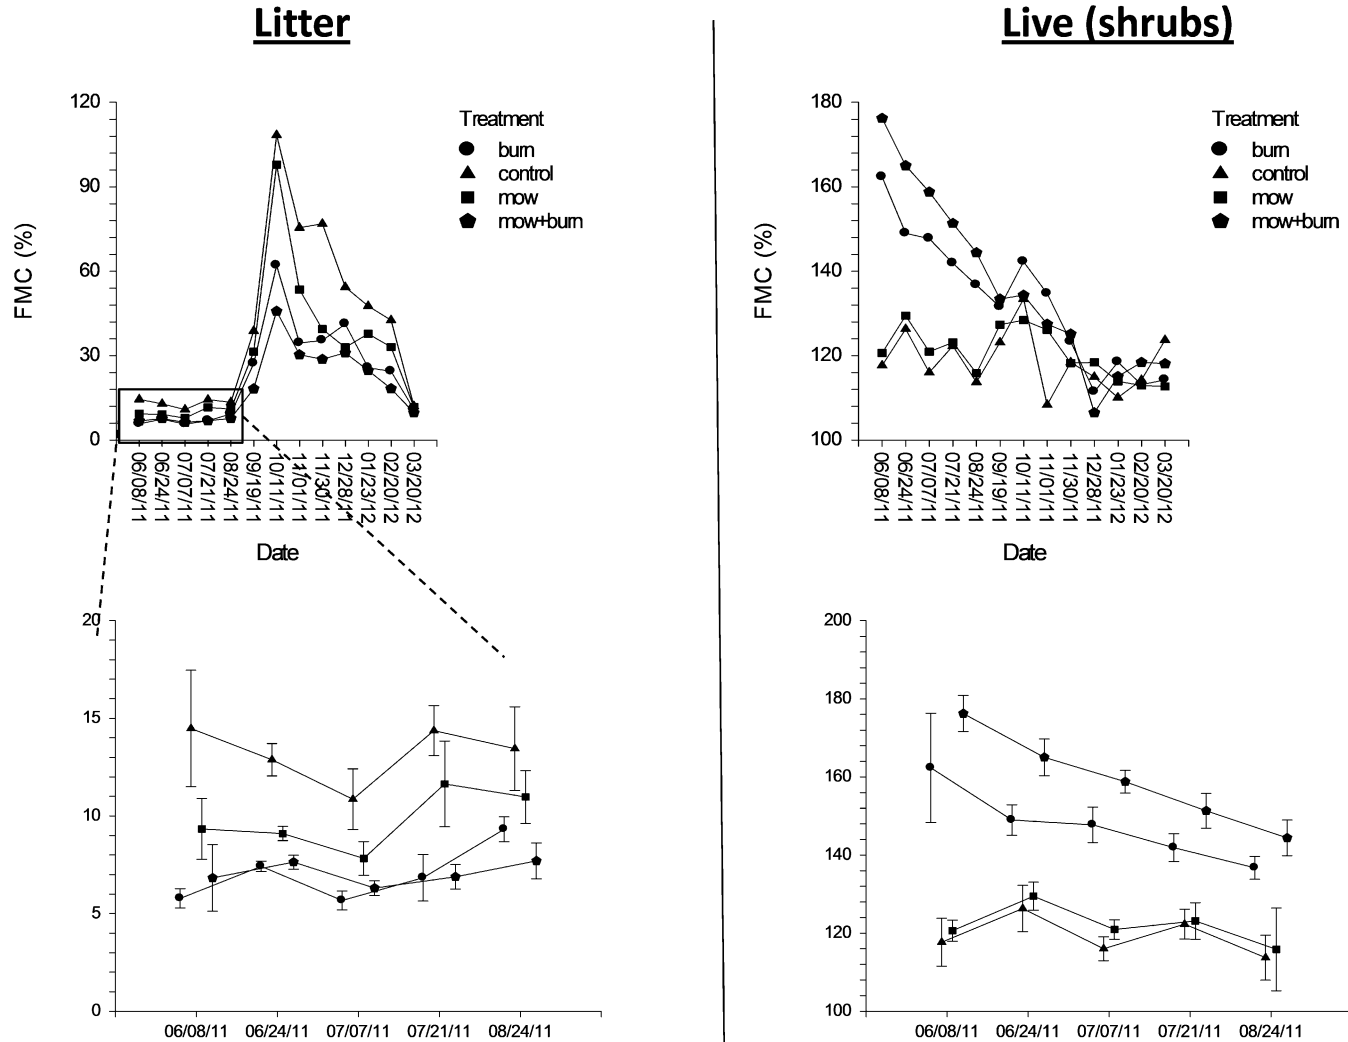 Litter
Live (shrubs)
120
90
60
30
0
FMC (%)
Treatment
burn
control
mow
mow+burn
06/08/11
06/24/11
07/07/11
07/21/11
08/24/11
09/19/11
10/11/11
11/01/11
11/30/11
12/28/11
01/23/12
02/20/12
03/20/12
Date
180
160
140
120
100
FMC (%)
Treatment
burn
control
mow
mow+burn
06/08/11
06/24/11
07/07/11
07/21/11
08/24/11
09/19/11
10/11/11
11/01/11
11/30/11
12/28/11
01/23/12
02/20/12
03/20/12
Date
20
15
10
5
0
06/08/11 06/24/11 07/07/11 07/21/11 08/24/11
200
180
160
140
120
100
06/08/11 06/24/11 07/07/11 07/21/11 08/24/11